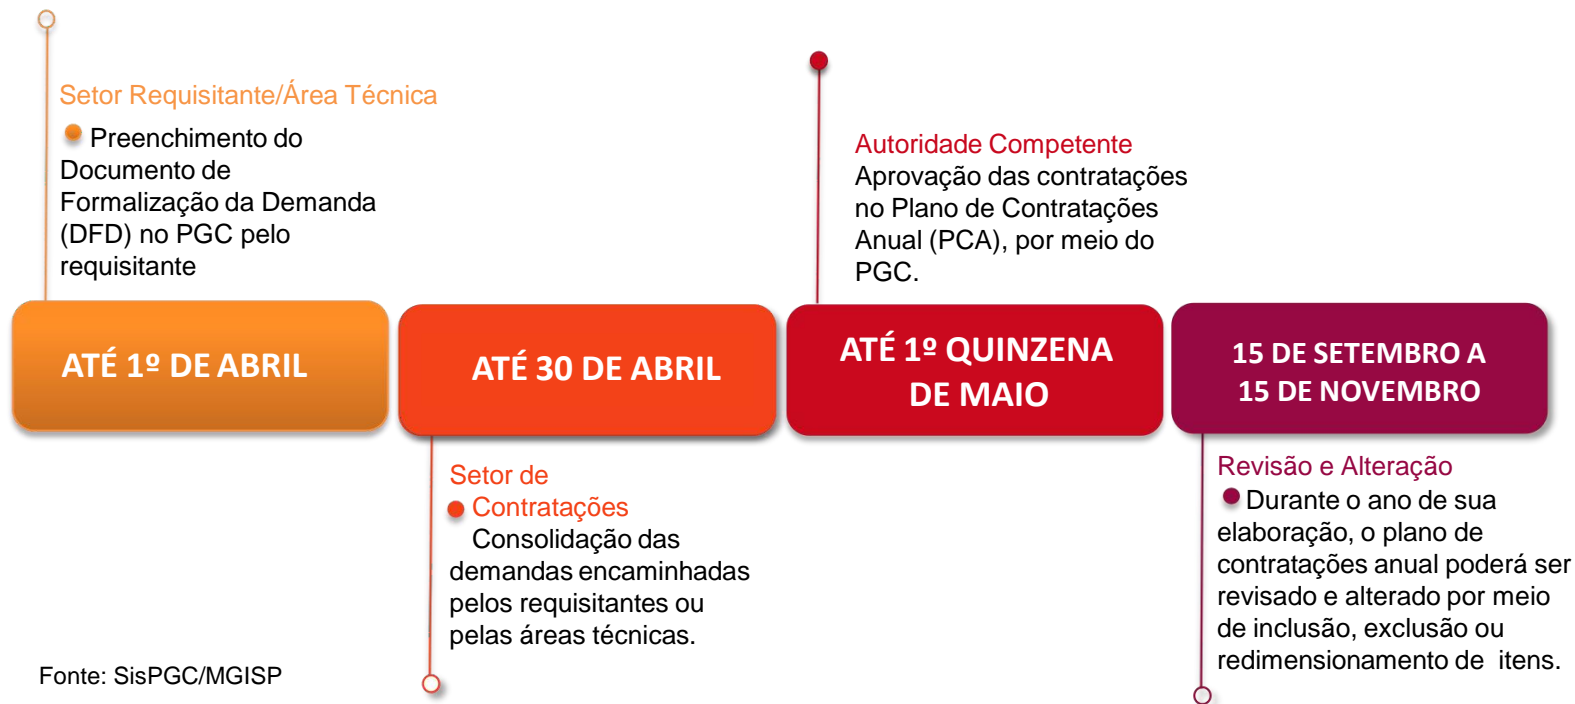 Setor Requisitante/Área Técnica
Preenchimento do
Documento de
Formalização da Demanda
(DFD) no PGC pelo
requisitante
Autoridade Competente
Aprovação das contratações
no Plano de Contratações
Anual (PCA), por meio do
PGC.
ATÉ 1º DE ABRIL
ATÉ 30 DE ABRIL
ATÉ 1º QUINZENA
DE MAIO
15 DE SETEMBRO A
15 DE NOVEMBRO
Setor de
Contratações
Consolidação das
demandas encaminhadas
pelos requisitantes ou
pelas áreas técnicas.
Revisão e Alteração
Durante o ano de sua
elaboração, o plano de
contratações anual poderá ser
revisado e alterado por meio
de inclusão, exclusão ou
redimensionamento de itens.
Fonte: SisPGC/MGISP